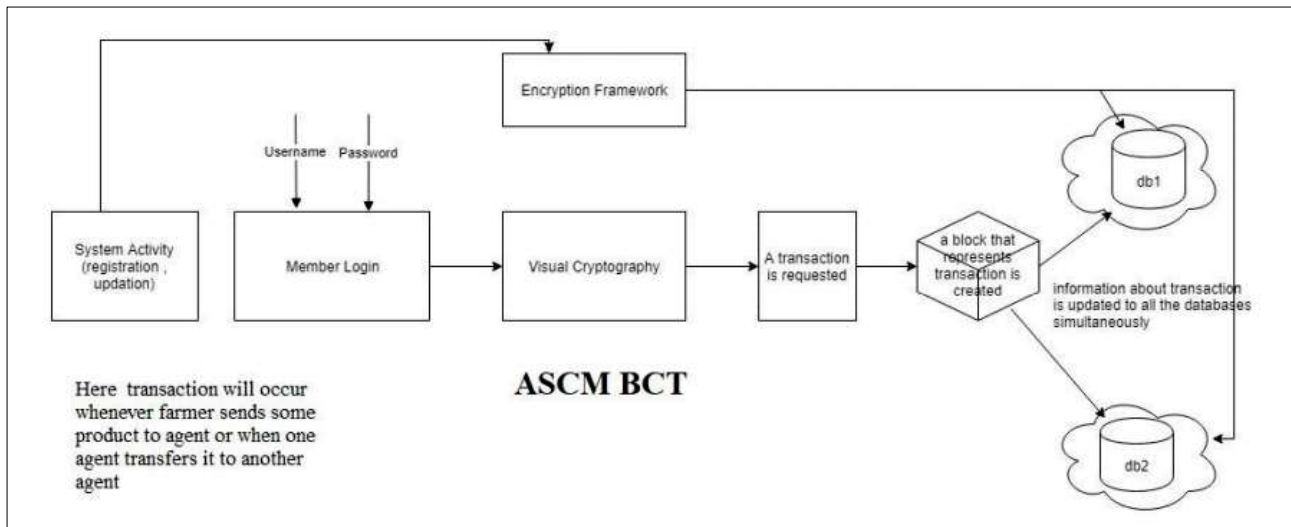 Encryption Framework
Username
Password
db1
System Activity
(registration ,
updation)
Member Login
Visual Cryptography
A transaction
is requested
a block that
represents
transaction is
created
information about transaction
is updated to all the databases
simultaneously
Here transaction will occur
whenever farmer sends some
product to agent or when one
agent transfers it to another
agent
ASCM BCT
db2